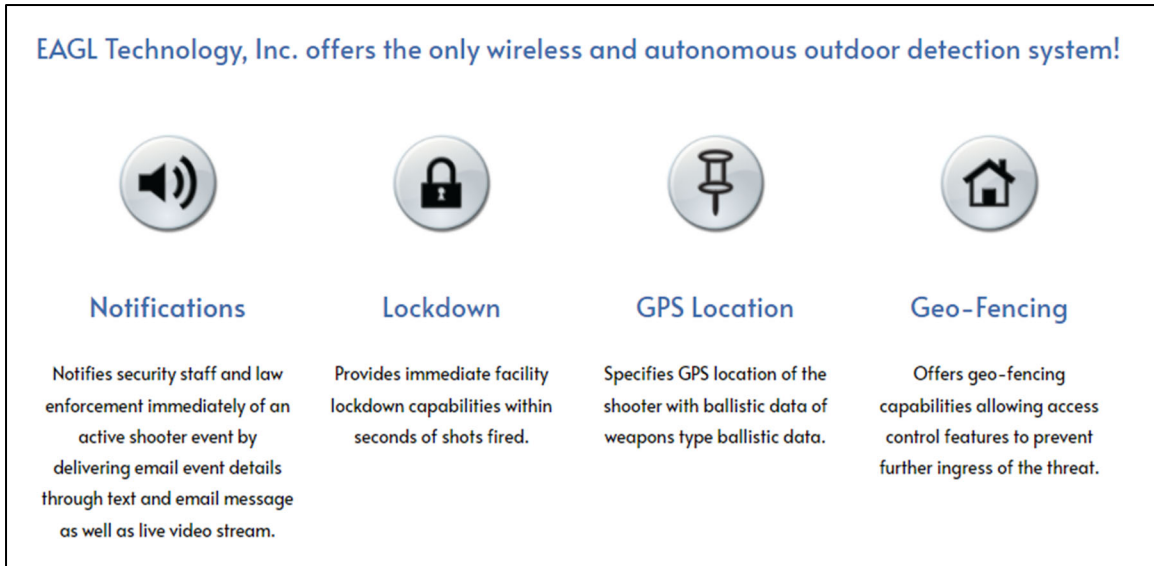 EAGL Technology, Inc. offers the only wireless and autonomous outdoor detection system!
Notifications
Notifies security staff and law
enforcement immediately of an
active shooter event by
delivering email event details
through text and email message
as well as live video stream.
Lockdown
Provides immediate facility
lockdown capabilities within
seconds of shots fired.
GPS Location
Specifies GPS location of the
shooter with ballistic data of
weapons type ballistic data.
Geo-Fencing
Offers geo-fencing
capabilities allowing access
control features to prevent
further ingress of the threat.